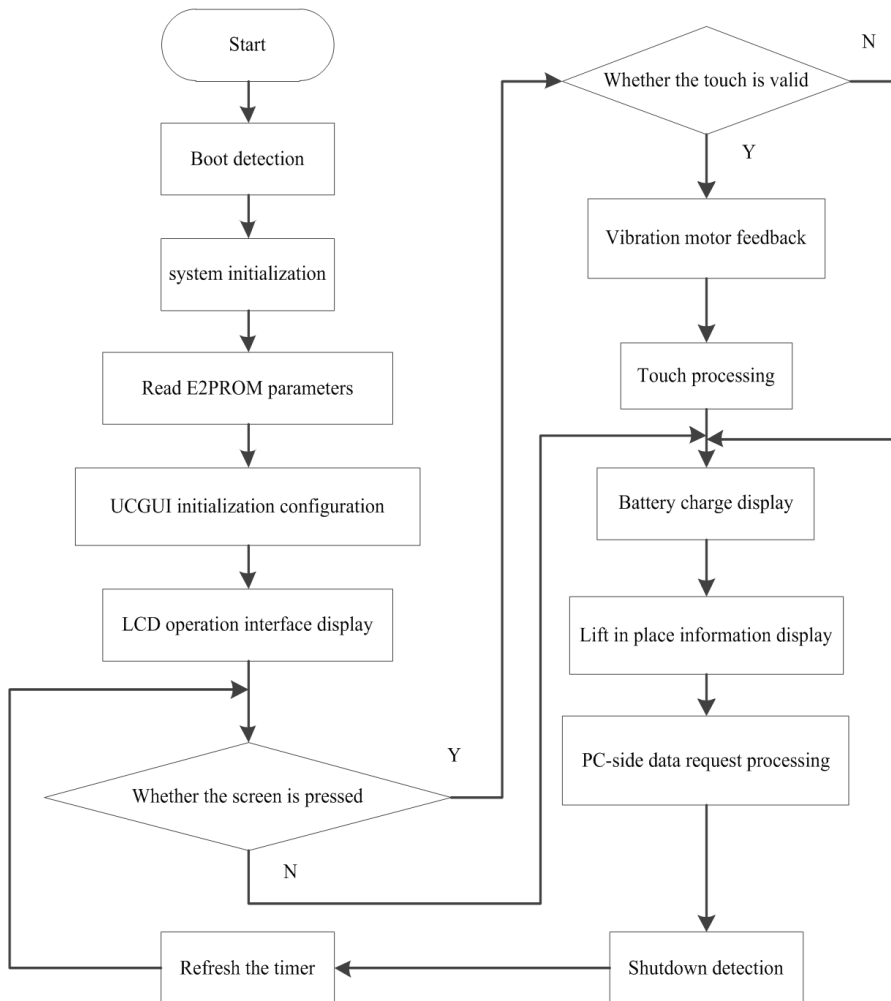 Start
Boot detection
system initialization
Read E2PROM parameters
UCGUI initialization configuration
LCD operation interface display
Whether the screen is pressed
Y
N
Whether the touch is valid
N
Y
Vibration motor feedback
Touch processing
Battery charge display
Lift in place information display
PC-side data request processing
Shutdown detection
Refresh the timer